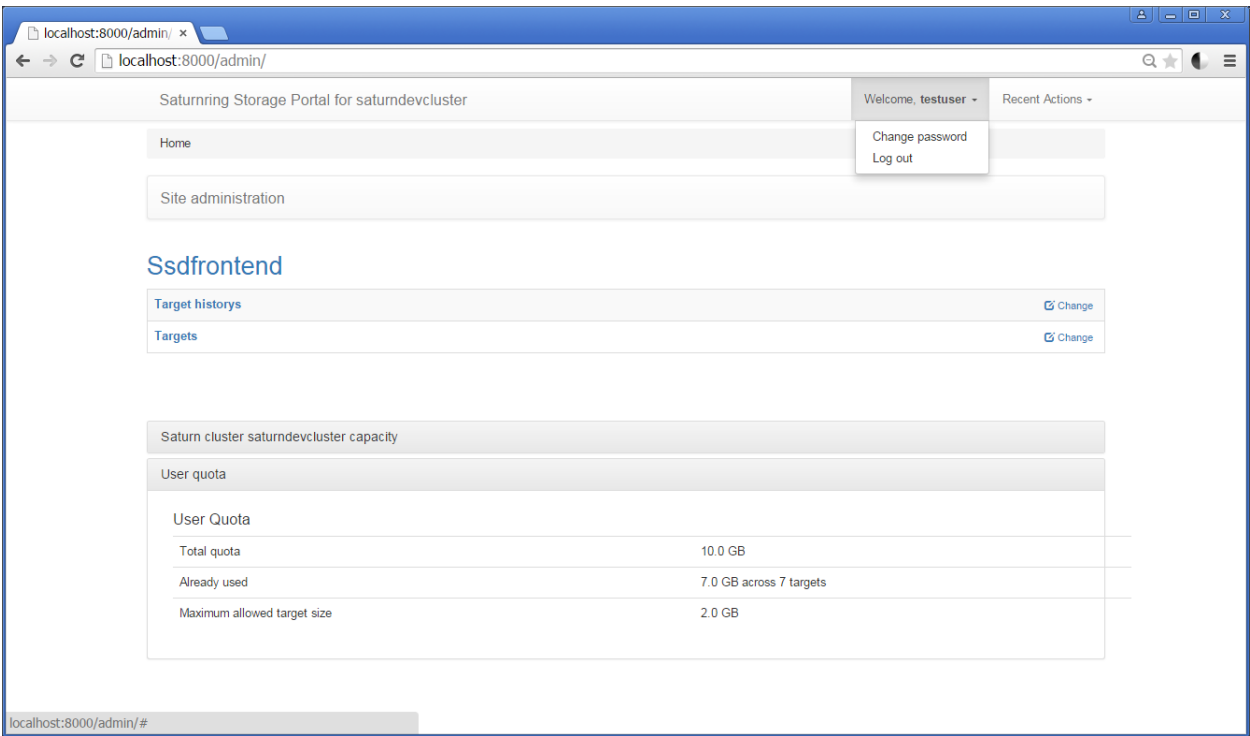 localhost:8000/admin/
localhost:8000/admin/
Saturnring Storage Portal for saturndevcluster
Welcome, testuser
Recent Actions
Change password
Log out
Home
Site administration
Ssdfrontend
Target historys
Change
Targets
Change
Saturn cluster saturndevcluster capacity
User quota
User Quota
Total quota 10.0 GB
Already used 7.0 GB across 7 targets
Maximum allowed target size 2.0 GB
localhost:8000/admin/#